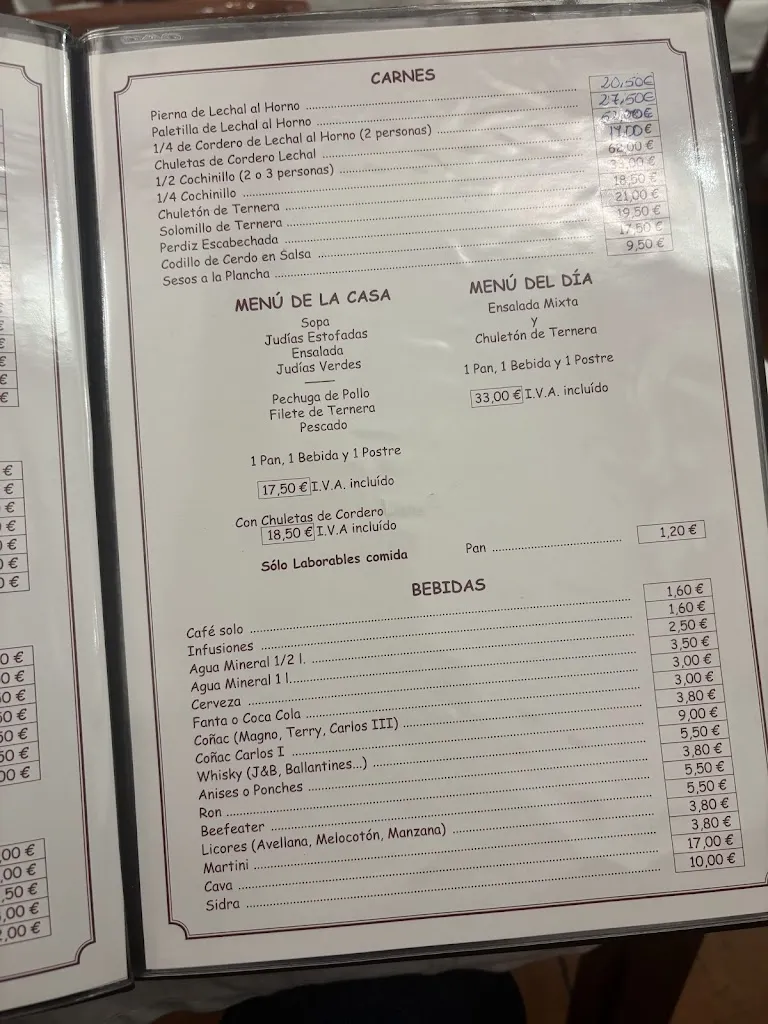 CARNES
Pierna de Lechal al Horno 20,50€
Paletilla de Lechal al Horno 27,50€
1/4 de Cordero de Lechal al Horno (2 personas)
Chuletas de Cordero Lechal
1/2 Cochinillo (2 o 3 personas) 62,00 €
1/4 Cochinillo
Chuletón de Ternera 18,50 €
Solomillo de Ternera 21,00 €
Perdiz Escabechada 19,50 €
Codillo de Cerdo en Salsa 17,50 €
Sesos a la Plancha 9,50 €
MENÚ DE LA CASA
Sopa
Judías Estofadas
Ensalada
Judías Verdes
Pechuga de Pollo
Filete de Ternera
Pescado
1 Pan, 1 Bebida y 1 Postre
17,50 € I.V.A. incluído
Con Chuletas de Cordero
18,50 € I.V.A incluído
Sólo Laborables comida
MENÚ DEL DÍA
Ensalada Mixta
y
Chuletón de Ternera
1 Pan, 1 Bebida y 1 Postre
33,00 € I.V.A. incluído
Pan 1,20 €
BEBIDAS
Café solo 1,60 €
Infusiones 1,60 €
Agua Mineral 1/2 l. 2,50 €
Agua Mineral 1 l. 3,50 €
Cerveza 3,00 €
Fanta o Coca Cola 3,00 €
Coñac (Magno, Terry, Carlos III) 3,80 €
Coñac Carlos I 9,00 €
Whisky (J&B, Ballantines...) 5,50 €
Anises o Ponches 3,80 €
Ron 5,50 €
Beefeater 5,50 €
Licores (Avellana, Melocotón, Manzana) 3,80 €
Martini 3,80 €
Cava 17,00 €
Sidra 10,00 €